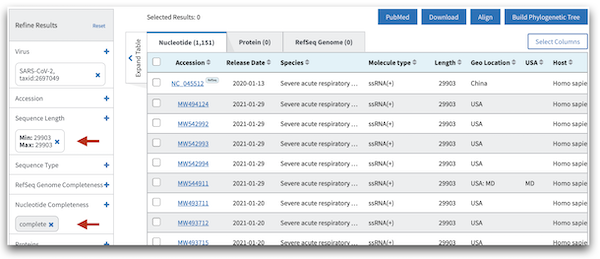 Refine Results Reset
Virus
SARS-CoV-2,
taxid:2697049
Accession
Sequence Length
Min: 29903
Max: 29903
Sequence Type
RefSeq Genome Completeness
Nucleotide Completeness
complete
Proteins
Selected Results: 0
PubMed Download Align Build Phylogenetic Tree
Expand Table
Nucleotide (1,151) Protein (0) RefSeq Genome (0)
Select Columns
Accession Release Date Species Molecule type Length Geo Location USA Host
NC_045512 RefSeq 2020-01-13 Severe acute respiratory ... ssRNA(+) 29903 China Homo sapie
MW494124 2021-01-29 Severe acute respiratory ... ssRNA(+) 29903 USA Homo sapie
MW542992 2021-01-29 Severe acute respiratory ... ssRNA(+) 29903 USA Homo sapie
MW542993 2021-01-29 Severe acute respiratory ... ssRNA(+) 29903 USA Homo sapie
MW542994 2021-01-29 Severe acute respiratory ... ssRNA(+) 29903 USA Homo sapie
MW544911 2021-01-29 Severe acute respiratory ... ssRNA(+) 29903 USA: MD MD Homo sapie
MW493711 2021-01-20 Severe acute respiratory ... ssRNA(+) 29903 USA Homo sapie
MW493712 2021-01-20 Severe acute respiratory ... ssRNA(+) 29903 USA Homo sapie
MW493715 2021-01-20 Severe acute respiratory ... ssRNA(+) 29903 USA Homo sapie